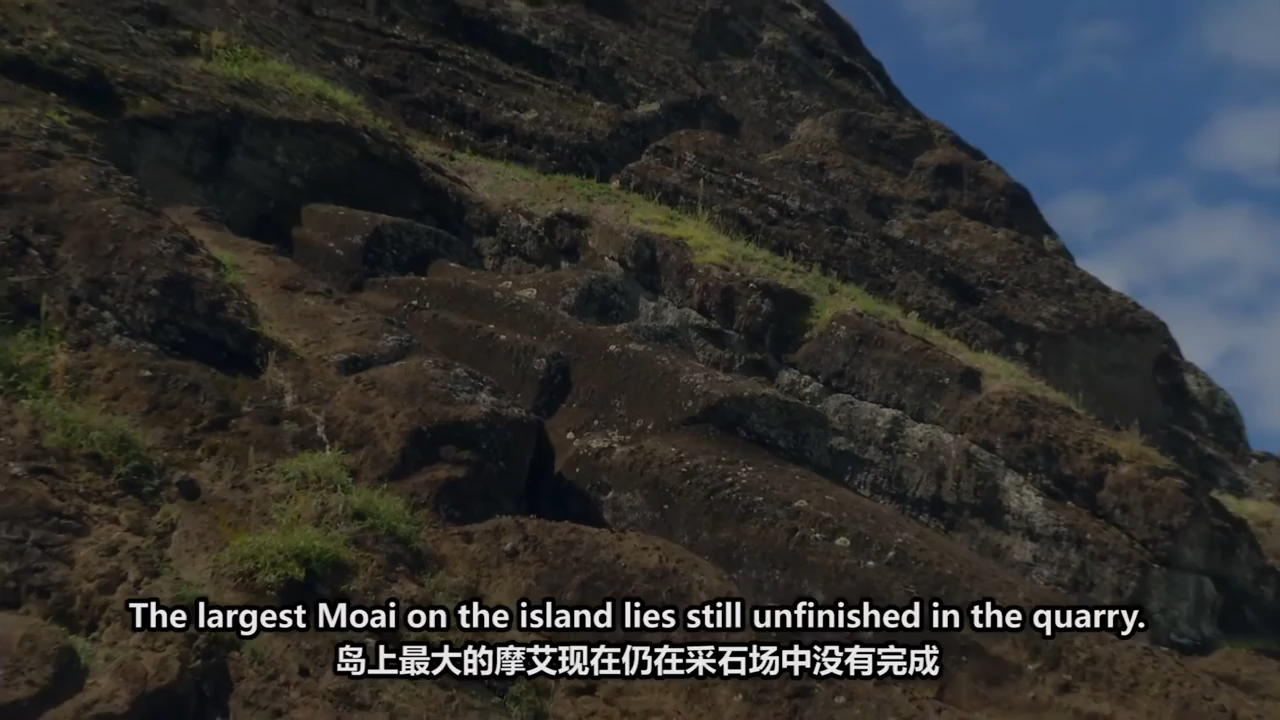 The largest Moai on the island lies still unfinished in the quarry.
岛上最大的摩艾现在仍在采石场中没有完成